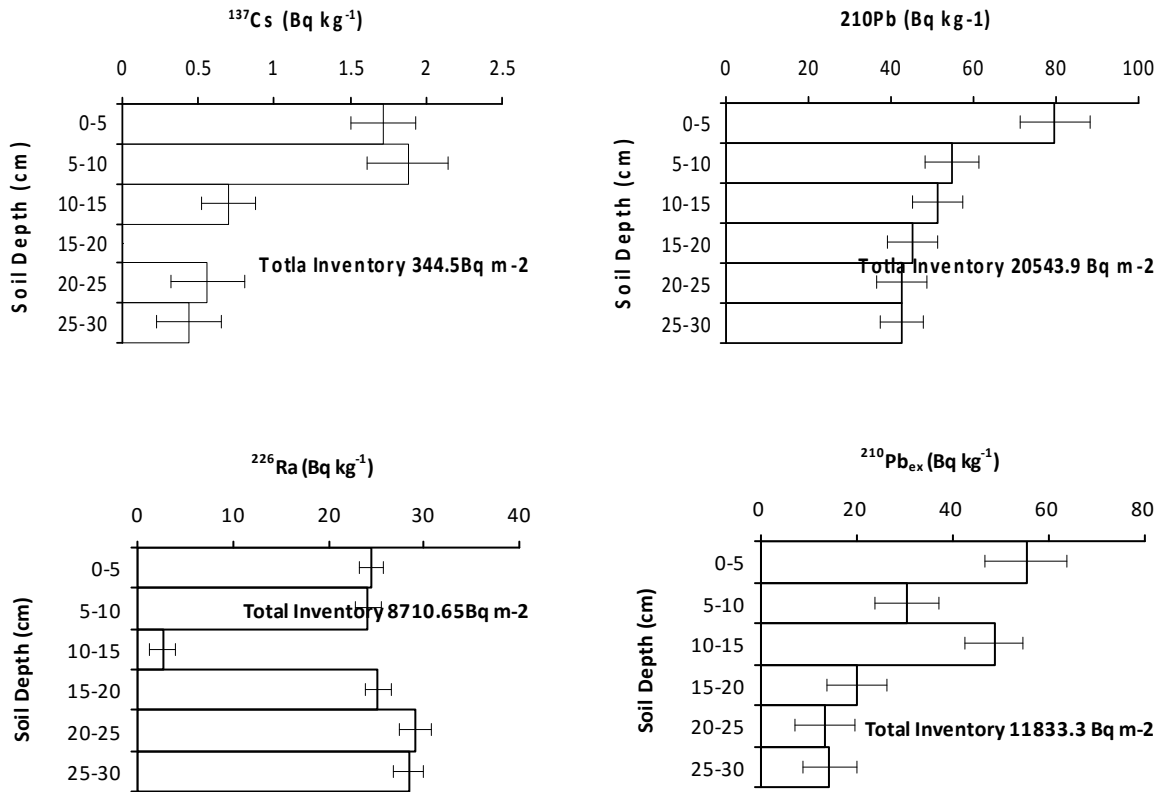 ¹³⁷Cs (Bq kg⁻¹)
0 0.5 1 1.5 2 2.5
Soil Depth (cm)
0-5
5-10
10-15
15-20
20-25
25-30
Totla Inventory 344.5Bq m-2
210Pb (Bq kg-1)
0 20 40 60 80 100
Soil Depth (cm)
0-5
5-10
10-15
15-20
20-25
25-30
Totla Inventory 20543.9 Bq m-2
²²⁶Ra (Bq kg⁻¹)
0 10 20 30 40
Soil Depth (cm)
0-5
5-10
10-15
15-20
20-25
25-30
Total Inventory 8710.65Bq m-2
²¹⁰Pbₑₓ (Bq kg⁻¹)
0 20 40 60 80
Soil Depth (cm)
0-5
5-10
10-15
15-20
20-25
25-30
Total Inventory 11833.3 Bq m-2